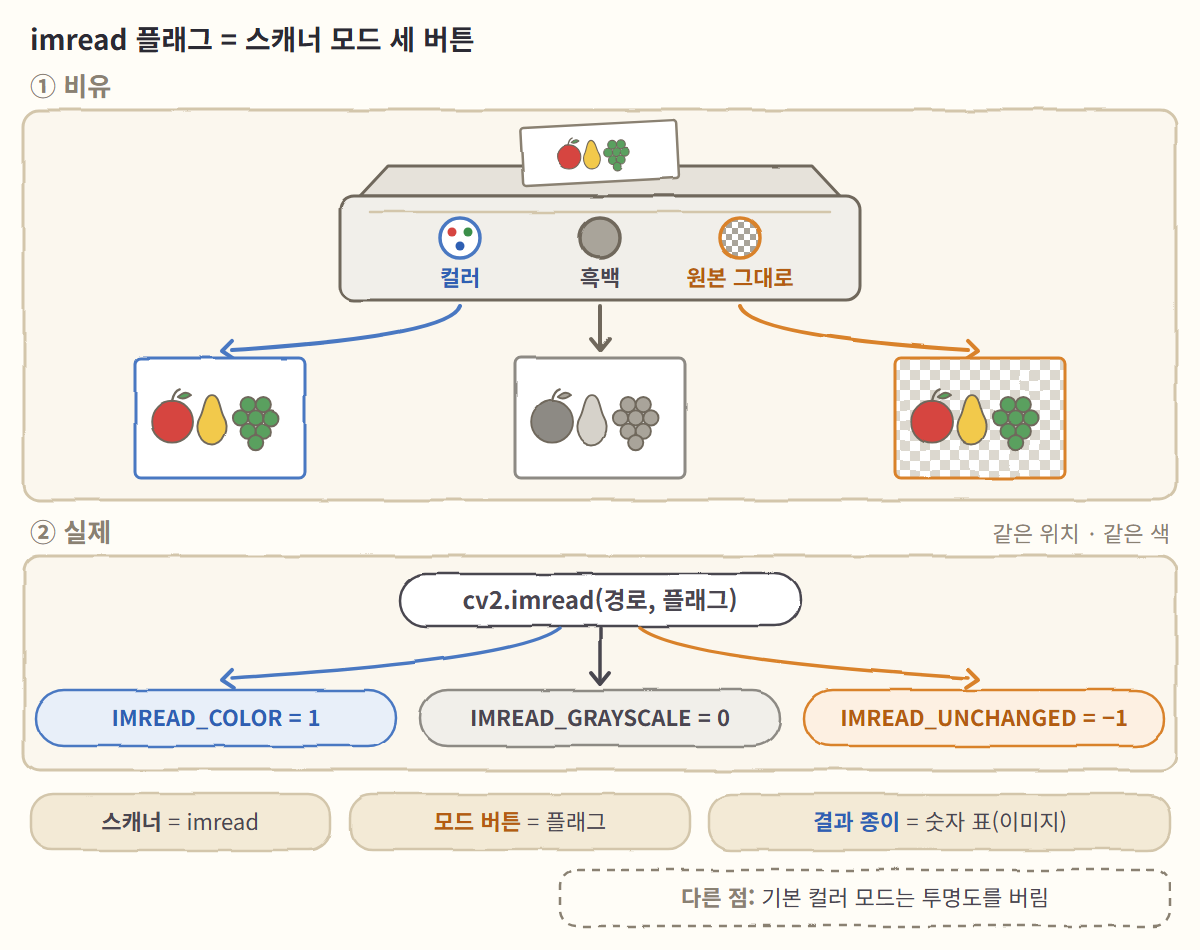 imread 플래그 = 스캐너 모드 세 버튼
① 비유
컬러
흑백
원본 그대로
② 실제
같은 위치 · 같은 색
cv2.imread(경로, 플래그)
IMREAD_COLOR = 1
IMREAD_GRAYSCALE = 0
IMREAD_UNCHANGED = −1
스캐너 = imread
모드 버튼 = 플래그
결과 종이 = 숫자 표(이미지)
다른 점: 기본 컬러 모드는 투명도를 버림